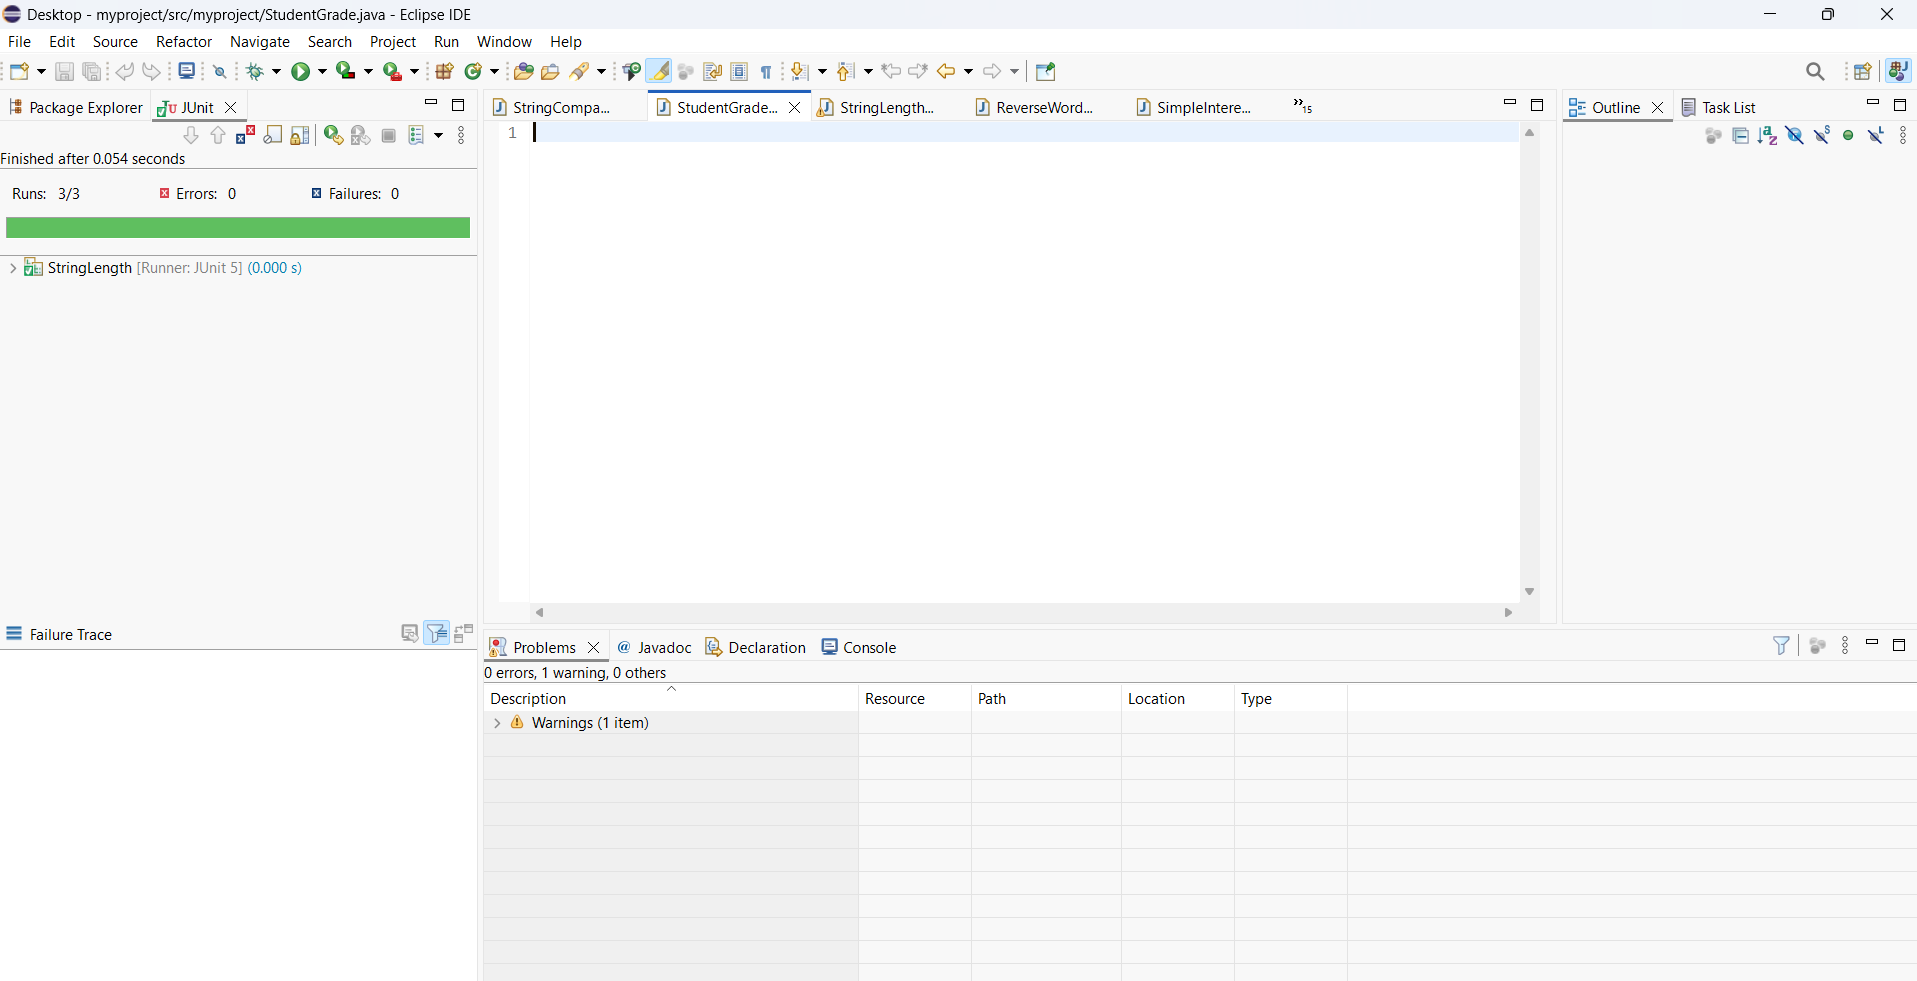 Desktop - myproject/src/myproject/StudentGrade.java - Eclipse IDE
File Edit Source Refactor Navigate Search Project Run Window Help
Package Explorer JUnit
StringCompa... StudentGrade... StringLength... ReverseWord... SimpleIntere... »15
Outline Task List
Finished after 0.054 seconds
Runs: 3/3 Errors: 0 Failures: 0
StringLength [Runner: JUnit 5] (0.000 s)
1
Failure Trace
Problems @ Javadoc Declaration Console
0 errors, 1 warning, 0 others
Description Resource Path Location Type
Warnings (1 item)